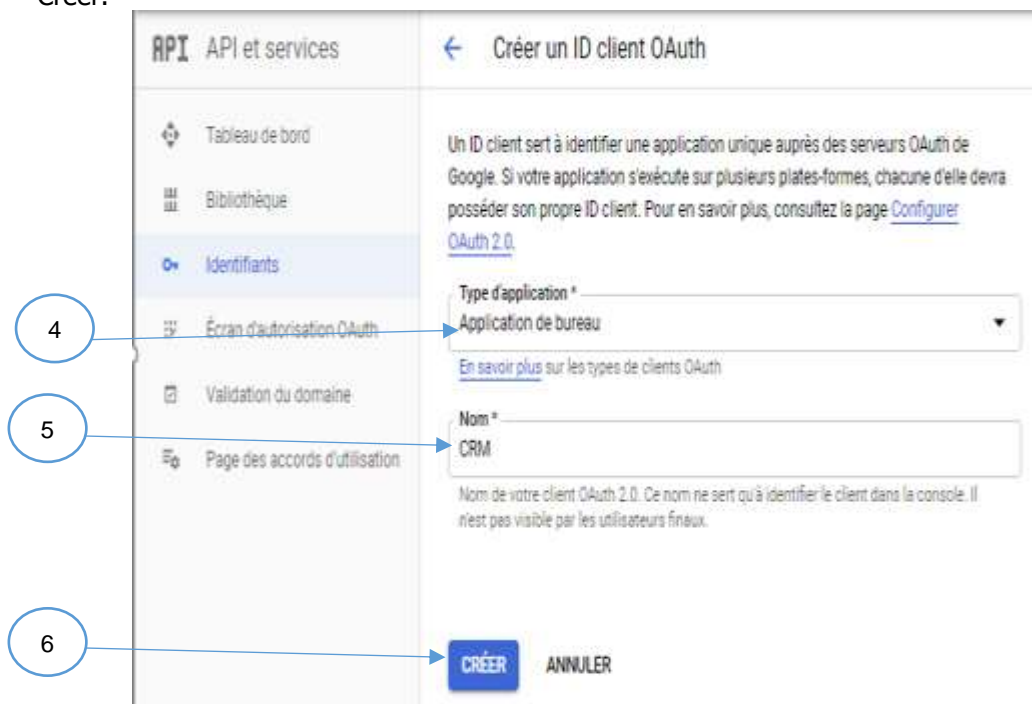 Créer.
API API et services
← Créer un ID client OAuth
Tableau de bord
Bibliothèque
Identifiants
Écran d'autorisation OAuth
Validation du domaine
Page des accords d'utilisation
Un ID client sert à identifier une application unique auprès des serveurs OAuth de
Google. Si votre application s'exécute sur plusieurs plates-formes, chacune d'elle devra
posséder son propre ID client. Pour en savoir plus, consultez la page Configurer
OAuth 2.0.
4
Type d'application *
Application de bureau
En savoir plus sur les types de clients OAuth
5
Nom *
CRM
Nom de votre client OAuth 2.0. Ce nom ne sert qu'à identifier le client dans la console. Il
n'est pas visible par les utilisateurs finaux.
6
CRÉER ANNULER